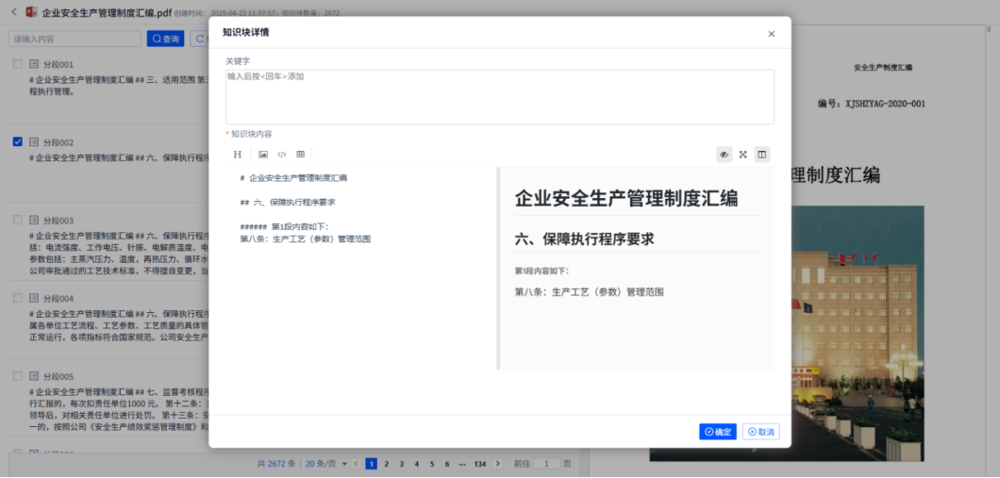 企业安全生产管理制度汇编.pdf 创建时间: 2025-04-22 11:37:57; 知识块数量: 2672
请输入内容
查询
分段001
# 企业安全生产管理制度汇编 ## 三、适用范围 第三
程执行管理。
分段002
# 企业安全生产管理制度汇编 ## 六、保障执行程序
分段003
# 企业安全生产管理制度汇编 ## 六、保障执行程序
括：电流强度、工作电压、针振、电解质温度、电
参数包括：主蒸汽压力、温度，再热压力、循环水
公司审批通过的工艺技术标准，不得擅自变更，当
分段004
# 企业安全生产管理制度汇编 ## 六、保障执行程序
属各单位工艺流程、工艺参数、工艺质量的具体管
正常运行，各项指标符合国家规范。公司安全生产
分段005
# 企业安全生产管理制度汇编 ## 七、监督考核程序
行汇报的，每次扣责任单位1000 元。 第十二条：
领导后，对相关责任单位进行处罚。 第十三条：安
一的，按照公司《安全生产绩效奖惩管理制度》和
共 2672 条 20 条/页 1 2 3 4 5 6 ... 134 前往 1 页
知识块详情
关键字
输入后按<回车>添加
* 知识块内容
H
# 企业安全生产管理制度汇编
## 六、保障执行程序要求
###### 第1段内容如下：
第八条：生产工艺（参数）管理范围
企业安全生产管理制度汇编
六、保障执行程序要求
第1段内容如下：
第八条：生产工艺（参数）管理范围
确定
取消
安全生产制度汇编
编号：XJSHZYAG-2020-001
理制度汇编